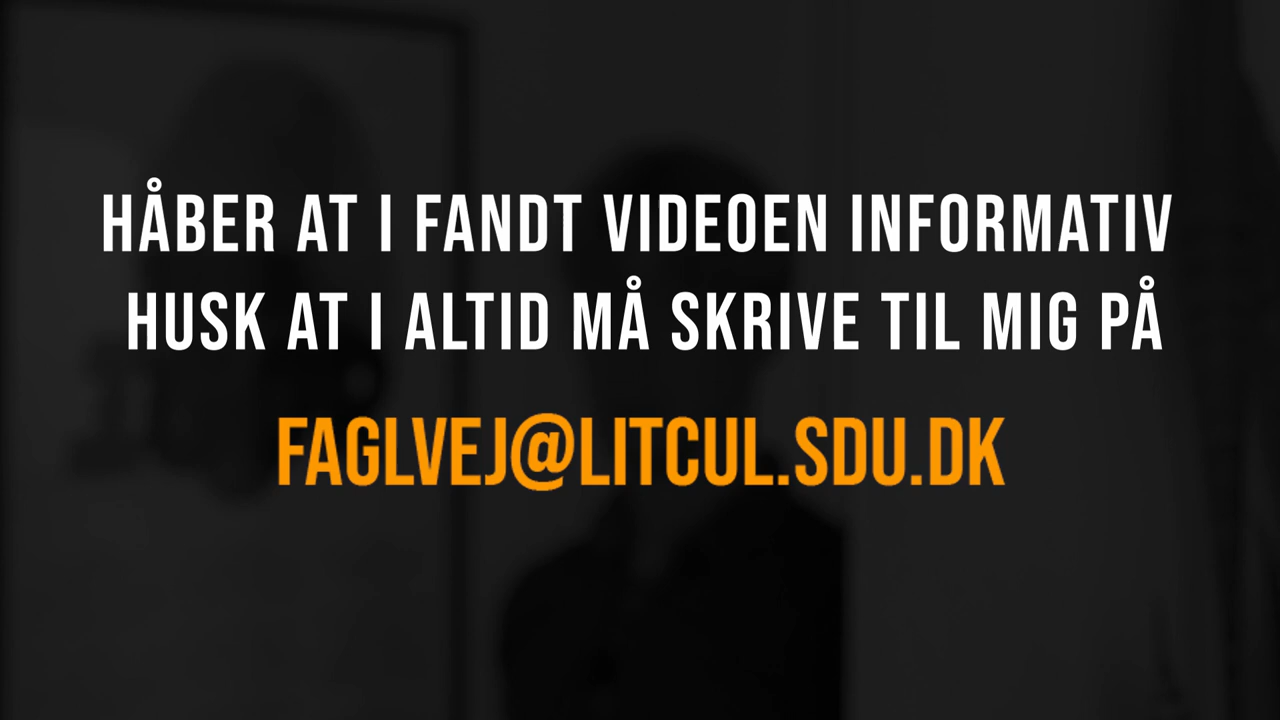 HÅBER AT I FANDT VIDEOEN INFORMATIV
HUSK AT I ALTID MÅ SKRIVE TIL MIG PÅ
FAGLVEJ@LITCUL.SDU.DK